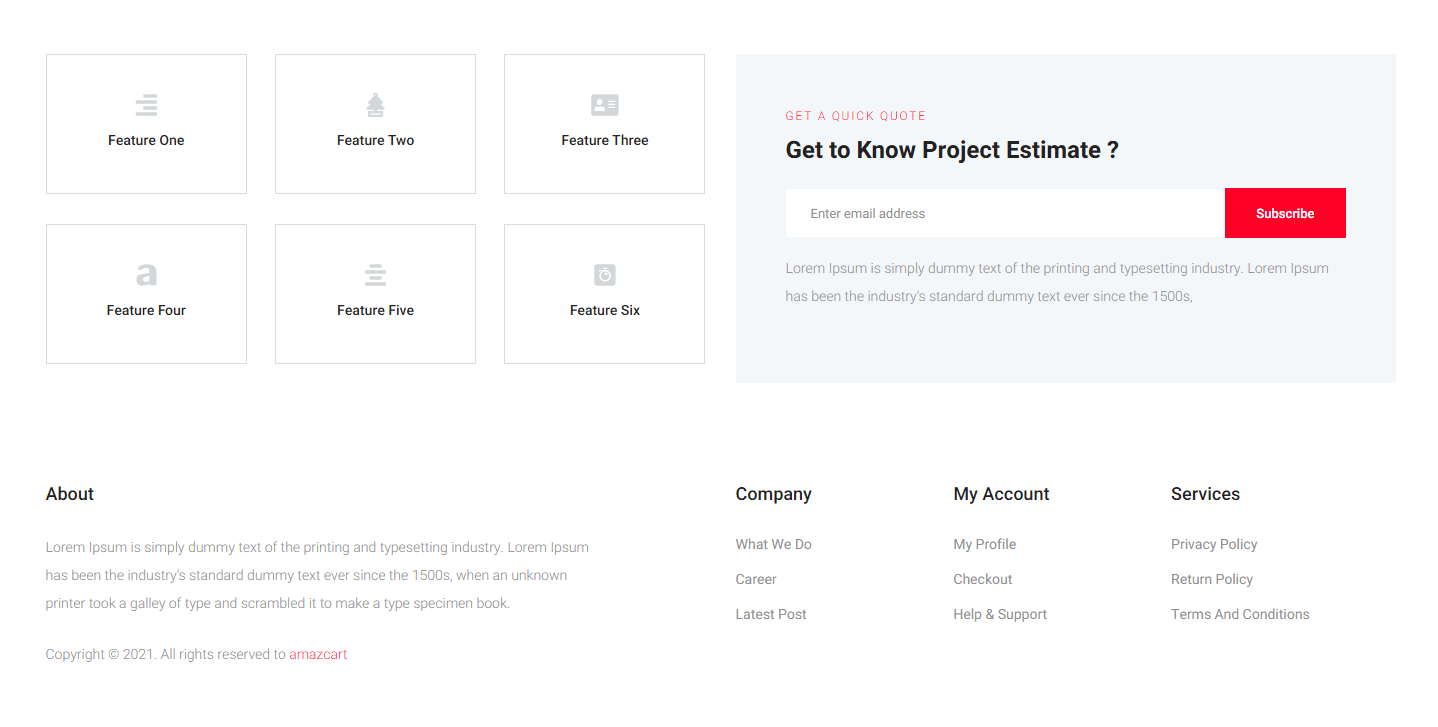 Feature One
Feature Two
Feature Three
Feature Four
Feature Five
Feature Six
GET A QUICK QUOTE
Get to Know Project Estimate ?
Enter email address
Subscribe
Lorem Ipsum is simply dummy text of the printing and typesetting industry. Lorem Ipsum
has been the industry's standard dummy text ever since the 1500s,
About
Lorem Ipsum is simply dummy text of the printing and typesetting industry. Lorem Ipsum
has been the industry's standard dummy text ever since the 1500s, when an unknown
printer took a galley of type and scrambled it to make a type specimen book.
Copyright © 2021. All rights reserved to amazcart
Company
What We Do
Career
Latest Post
My Account
My Profile
Checkout
Help & Support
Services
Privacy Policy
Return Policy
Terms And Conditions